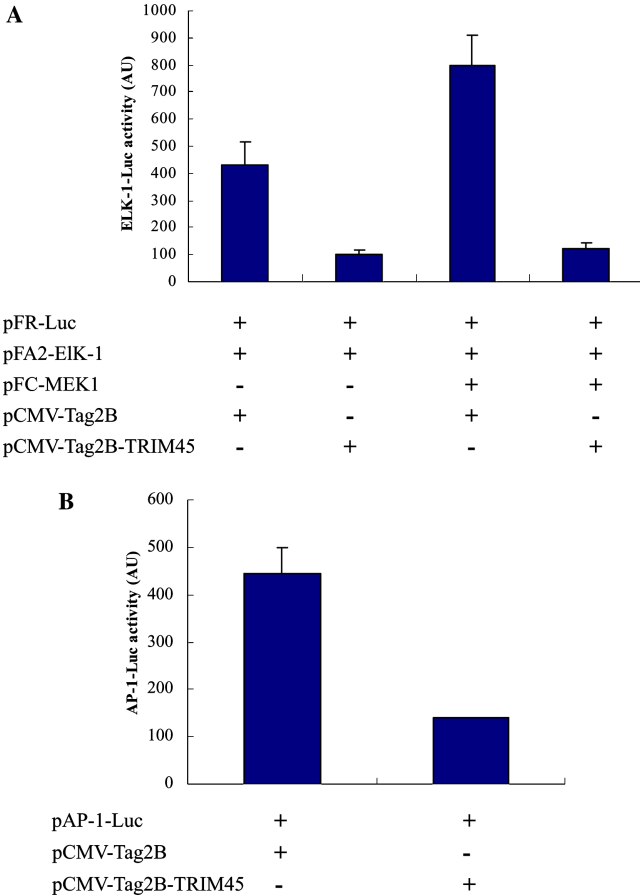 A
ELK-1-Luc activity (AU)
1000
900
800
700
600
500
400
300
200
100
0
pFR-Luc + + + +
pFA2-ElK-1 + + + +
pFC-MEK1 - - + +
pCMV-Tag2B + - + -
pCMV-Tag2B-TRIM45 - + - +
B
AP-1-Luc activity (AU)
600
500
400
300
200
100
0
pAP-1-Luc + +
pCMV-Tag2B + -
pCMV-Tag2B-TRIM45 - +